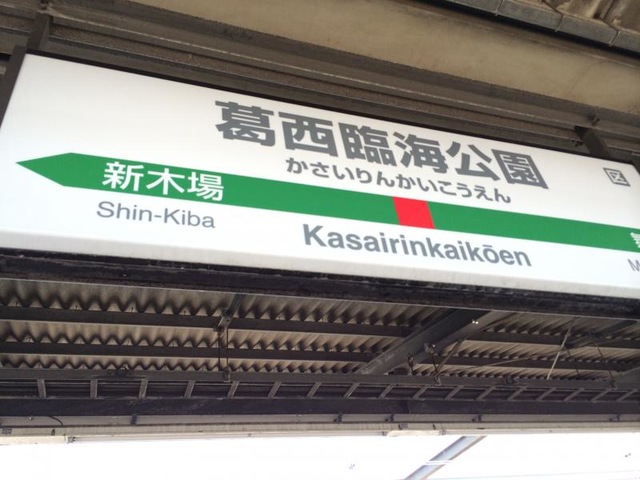 葛西臨海公園
区
かさいりんかいこうえん
新木場
Shin-Kiba
Kasairinkaikōen